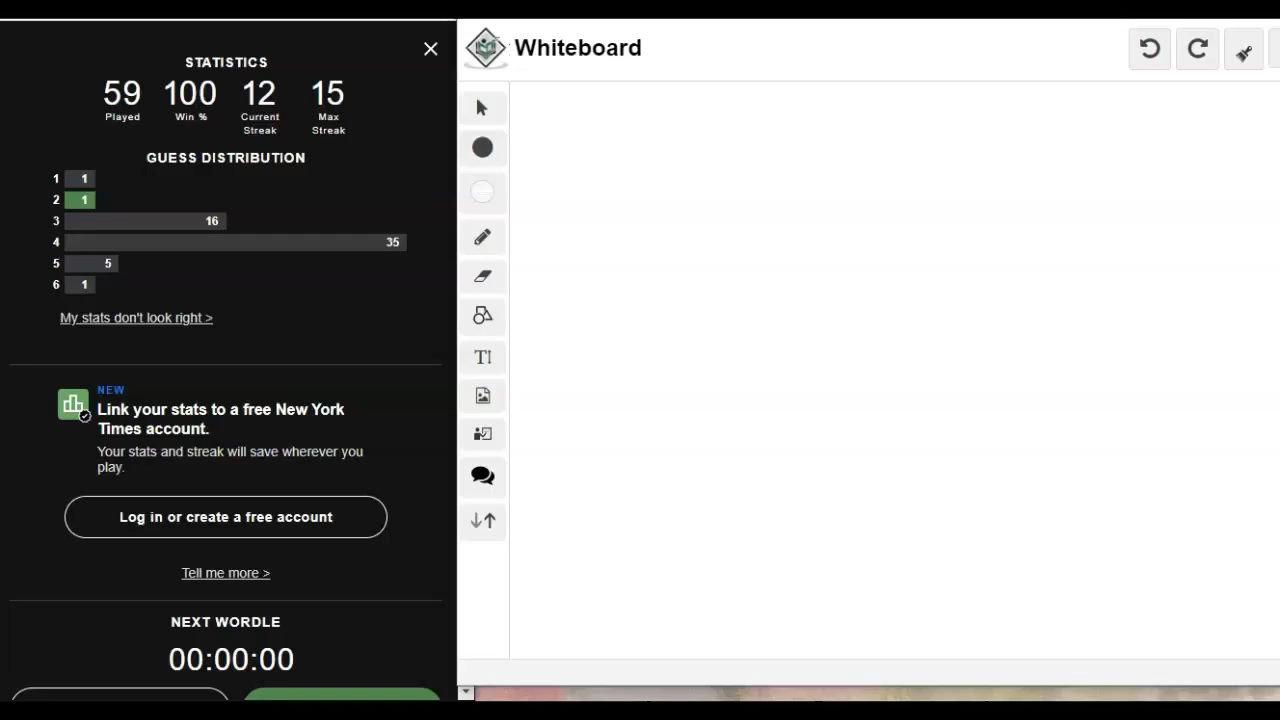 STATISTICS
59 100 12 15
Played Win % Current Streak Max Streak
GUESS DISTRIBUTION
1 1
2 1
3 16
4 35
5 5
6 1
My stats don't look right >
NEW
Link your stats to a free New York
Times account.
Your stats and streak will save wherever you
play.
Log in or create a free account
Tell me more >
NEXT WORDLE
00:00:00
Whiteboard
TI